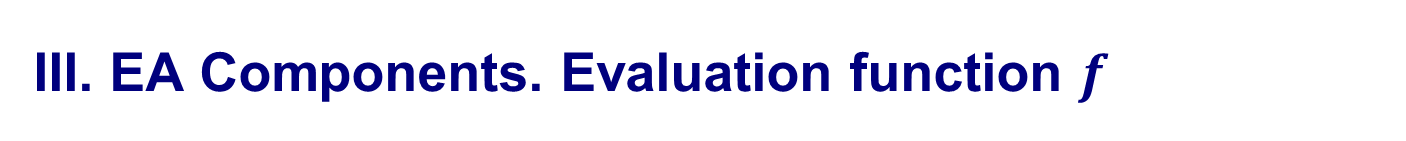 III. EA Components. Evaluation function f